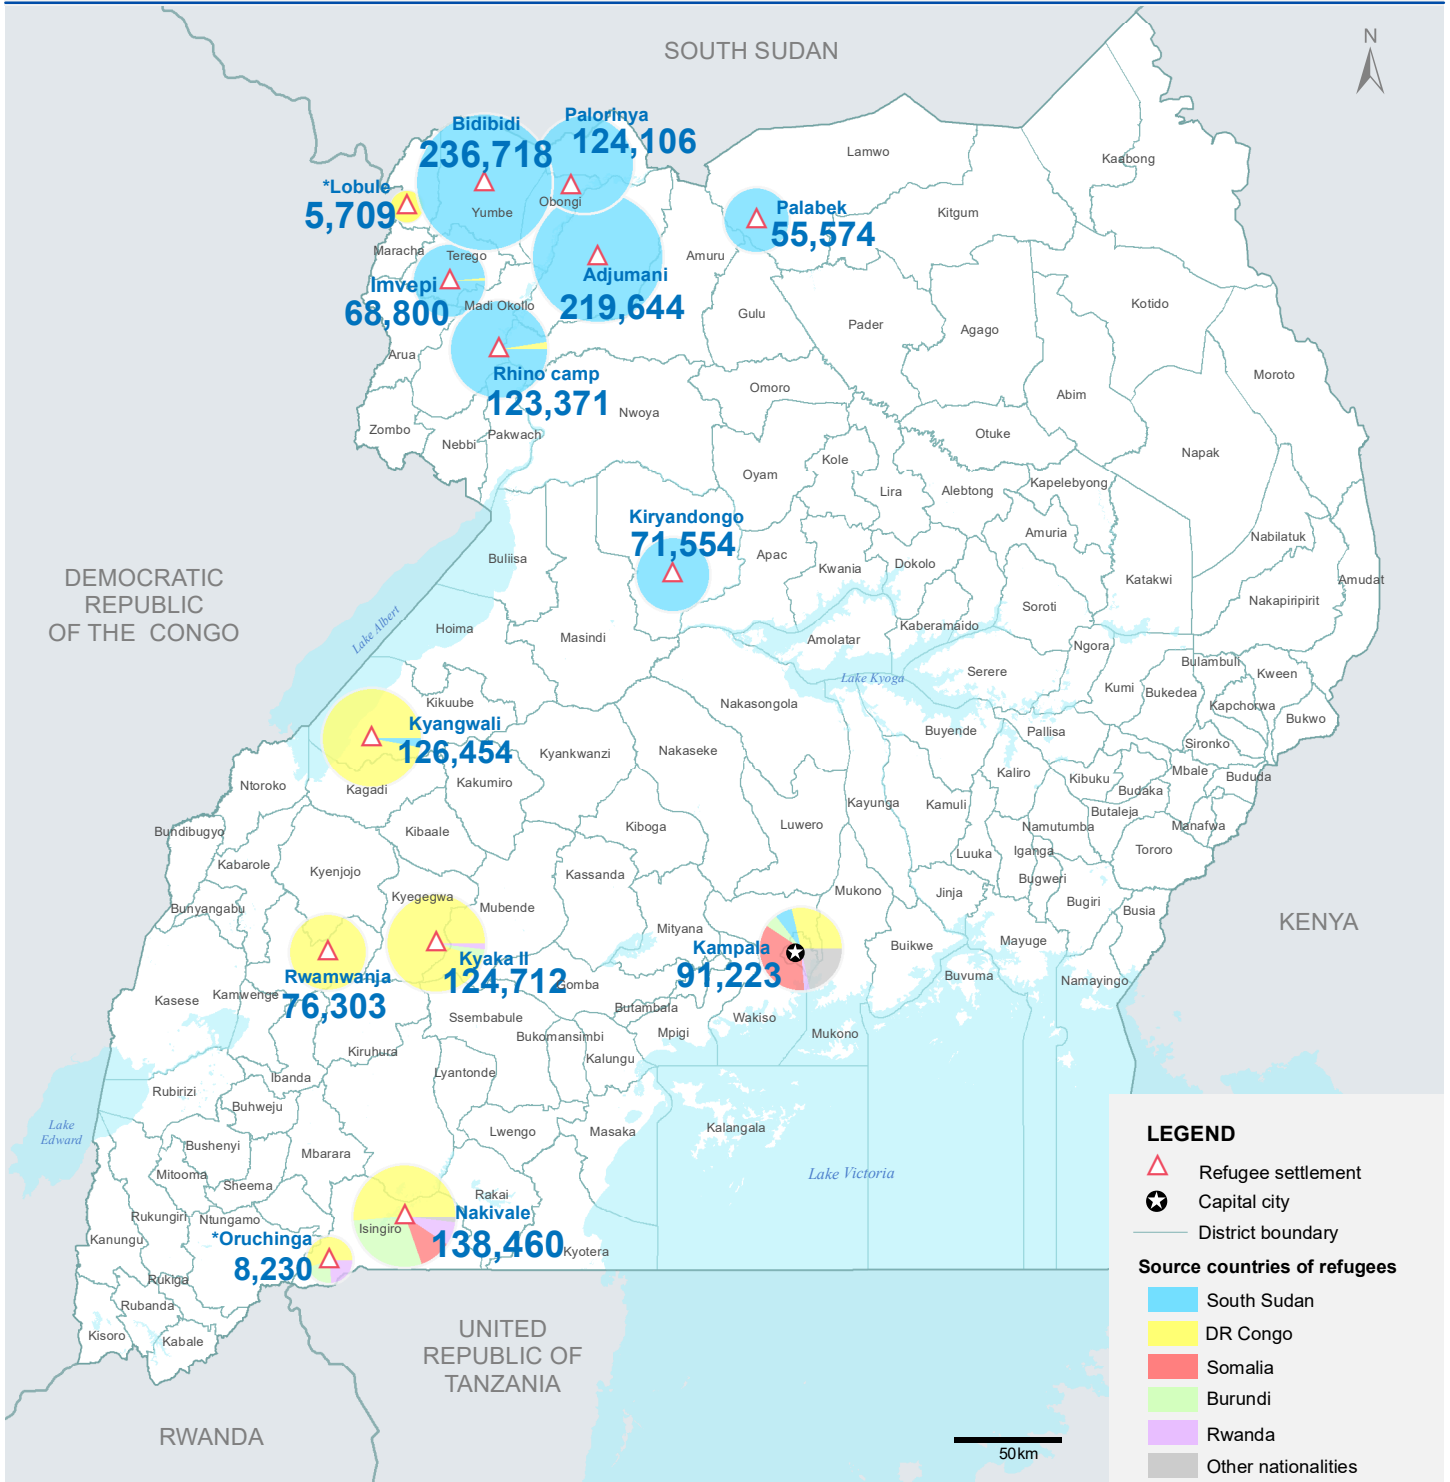 SOUTH SUDAN
N
Bidibidi
236,718
Palorinya
124,106
*Lobule
5,709
Yumbe
Obongi
Lamwo
Kaabong
Palabek
55,574
Kitgum
Maracha
Terego
Imvepi
68,800
Madi Okollo
Adjumani
219,644
Amuru
Gulu
Pader
Agago
Kotido
Arua
Rhino camp
123,371
Omoro
Abim
Moroto
Zombo
Nebbi
Pakwach
Nwoya
Otuke
Napak
Oyam
Kole
Lira
Alebtong
Kapelebyong
Kiryandongo
71,554
Buliisa
Apac
Kwania
Dokolo
Amuria
Nabilatuk
Katakwi
Amudat
Nakapiripirit
DEMOCRATIC
REPUBLIC
OF THE CONGO
Lake Albert
Hoima
Masindi
Amolatar
Kaberamaido
Soroti
Ngora
Lake Kyoga
Serere
Kumi
Bukedea
Bulambuli
Kween
Kapchorwa
Bukwo
Kikuube
Kyangwali
126,454
Nakasongola
Buyende
Pallisa
Sironko
Kyankwanzi
Nakaseke
Ntoroko
Kagadi
Kakumiro
Kaliro
Kibuku
Mbale
Bududa
Budaka
Kayunga
Kamuli
Butaleja
Manafwa
Bundibugyo
Kibaale
Kiboga
Luwero
Namutumba
Tororo
Kabarole
Kyenjojo
Kassanda
Luuka
Iganga
Bugweri
Kyegegwa
Mubende
Mukono
Jinja
Bugiri
Busia
Bunyangabu
Mityana
Kampala
91,223
Buikwe
Mayuge
KENYA
Rwamwanja
76,303
Kyaka II
124,712
Gomba
Buvuma
Namayingo
Kasese
Kamwenge
Ssembabule
Butambala
Wakiso
Bukomansimbi
Mpigi
Mukono
Kiruhura
Kalungu
Lyantonde
Rubirizi
Ibanda
Buhweju
Lake
Edward
Bushenyi
Mbarara
Lwengo
Masaka
Kalangala
Mitooma
Sheema
Lake Victoria
Rukungiri
Ntungamo
Rakai
Nakivale
138,460
Isingiro
Kanungu
*Oruchinga
8,230
Kyotera
Rukiga
Rubanda
Kisoro
Kabale
UNITED
REPUBLIC OF
TANZANIA
RWANDA
50km
LEGEND
Refugee settlement
Capital city
District boundary
Source countries of refugees
South Sudan
DR Congo
Somalia
Burundi
Rwanda
Other nationalities